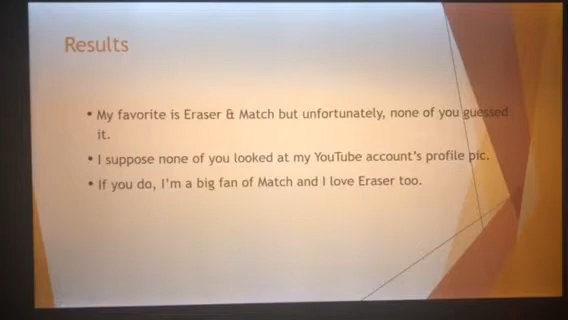 Results
• My favorite is Eraser & Match but unfortunately, none of you guessed
it.
• I suppose none of you looked at my YouTube account's profile pic.
• If you do, I'm a big fan of Match and I love Eraser too.